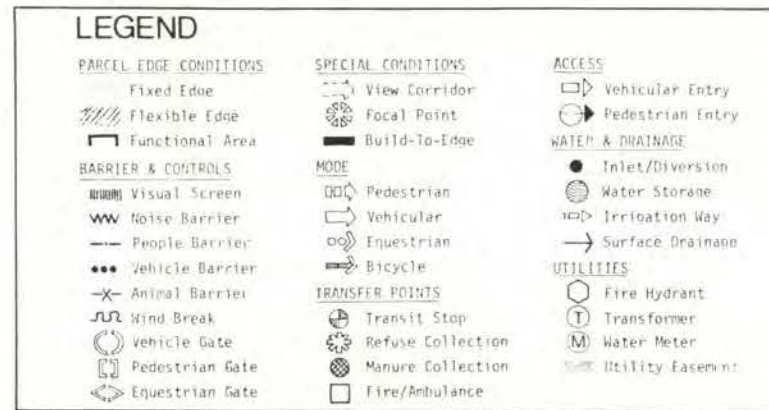 LEGEND
PARCEL EDGE CONDITIONS
Fixed Edge
Flexible Edge
Functional Area
BARRIER & CONTROLS
Visual Screen
Noise Barrier
People Barrier
Vehicle Barrier
Animal Barrier
Wind Break
Vehicle Gate
Pedestrian Gate
Equestrian Gate
SPECIAL CONDITIONS
View Corridor
Focal Point
Build-To-Edge
MODE
Pedestrian
Vehicular
Equestrian
Bicycle
TRANSFER POINTS
Transit Stop
Refuse Collection
Manure Collection
Fire/Ambulance
ACCESS
Vehicular Entry
Pedestrian Entry
WATER & DRAINAGE
Inlet/Diversion
Water Storage
Irrigation Way
Surface Drainage
UTILITIES
Fire Hydrant
T Transformer
M Water Meter
Utility Easement